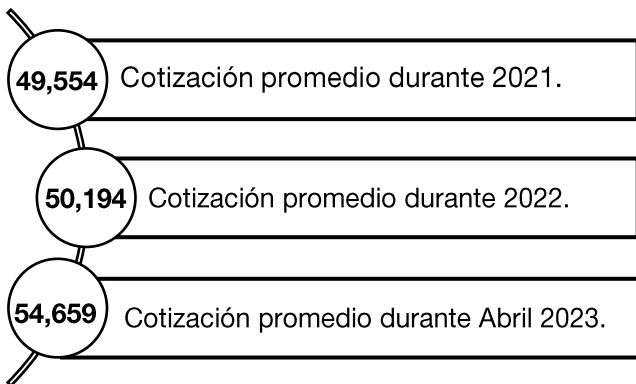 49,554 Cotización promedio durante 2021.
50,194 Cotización promedio durante 2022.
54,659 Cotización promedio durante Abril 2023.